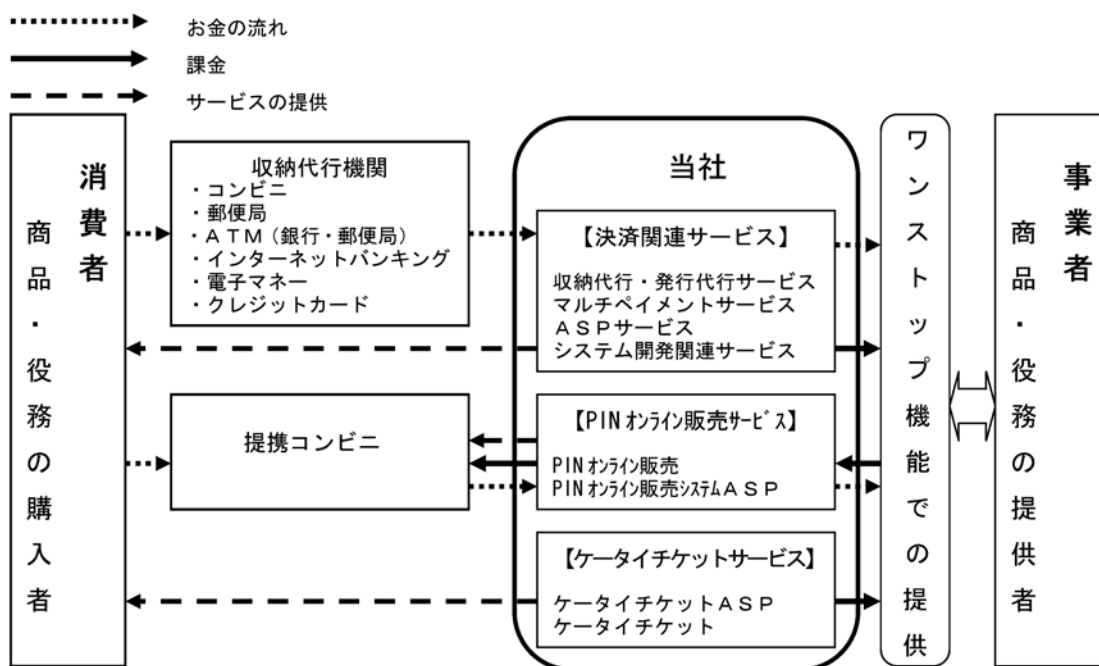 お金の流れ
課金
サービスの提供
消費者
商品・役務の購入者
収納代行機関
・コンビニ
・郵便局
・ＡＴＭ（銀行・郵便局）
・インターネットバンキング
・電子マネー
・クレジットカード
提携コンビニ
当社
【決済関連サービス】
収納代行・発行代行サービス
マルチペイメントサービス
ＡＳＰサービス
システム開発関連サービス
【PINオンライン販売サービス】
PINオンライン販売
PINオンライン販売システムＡＳＰ
【ケータイチケットサービス】
ケータイチケットＡＳＰ
ケータイチケット
ワンストップ機能での提供
事業者
商品・役務の提供者